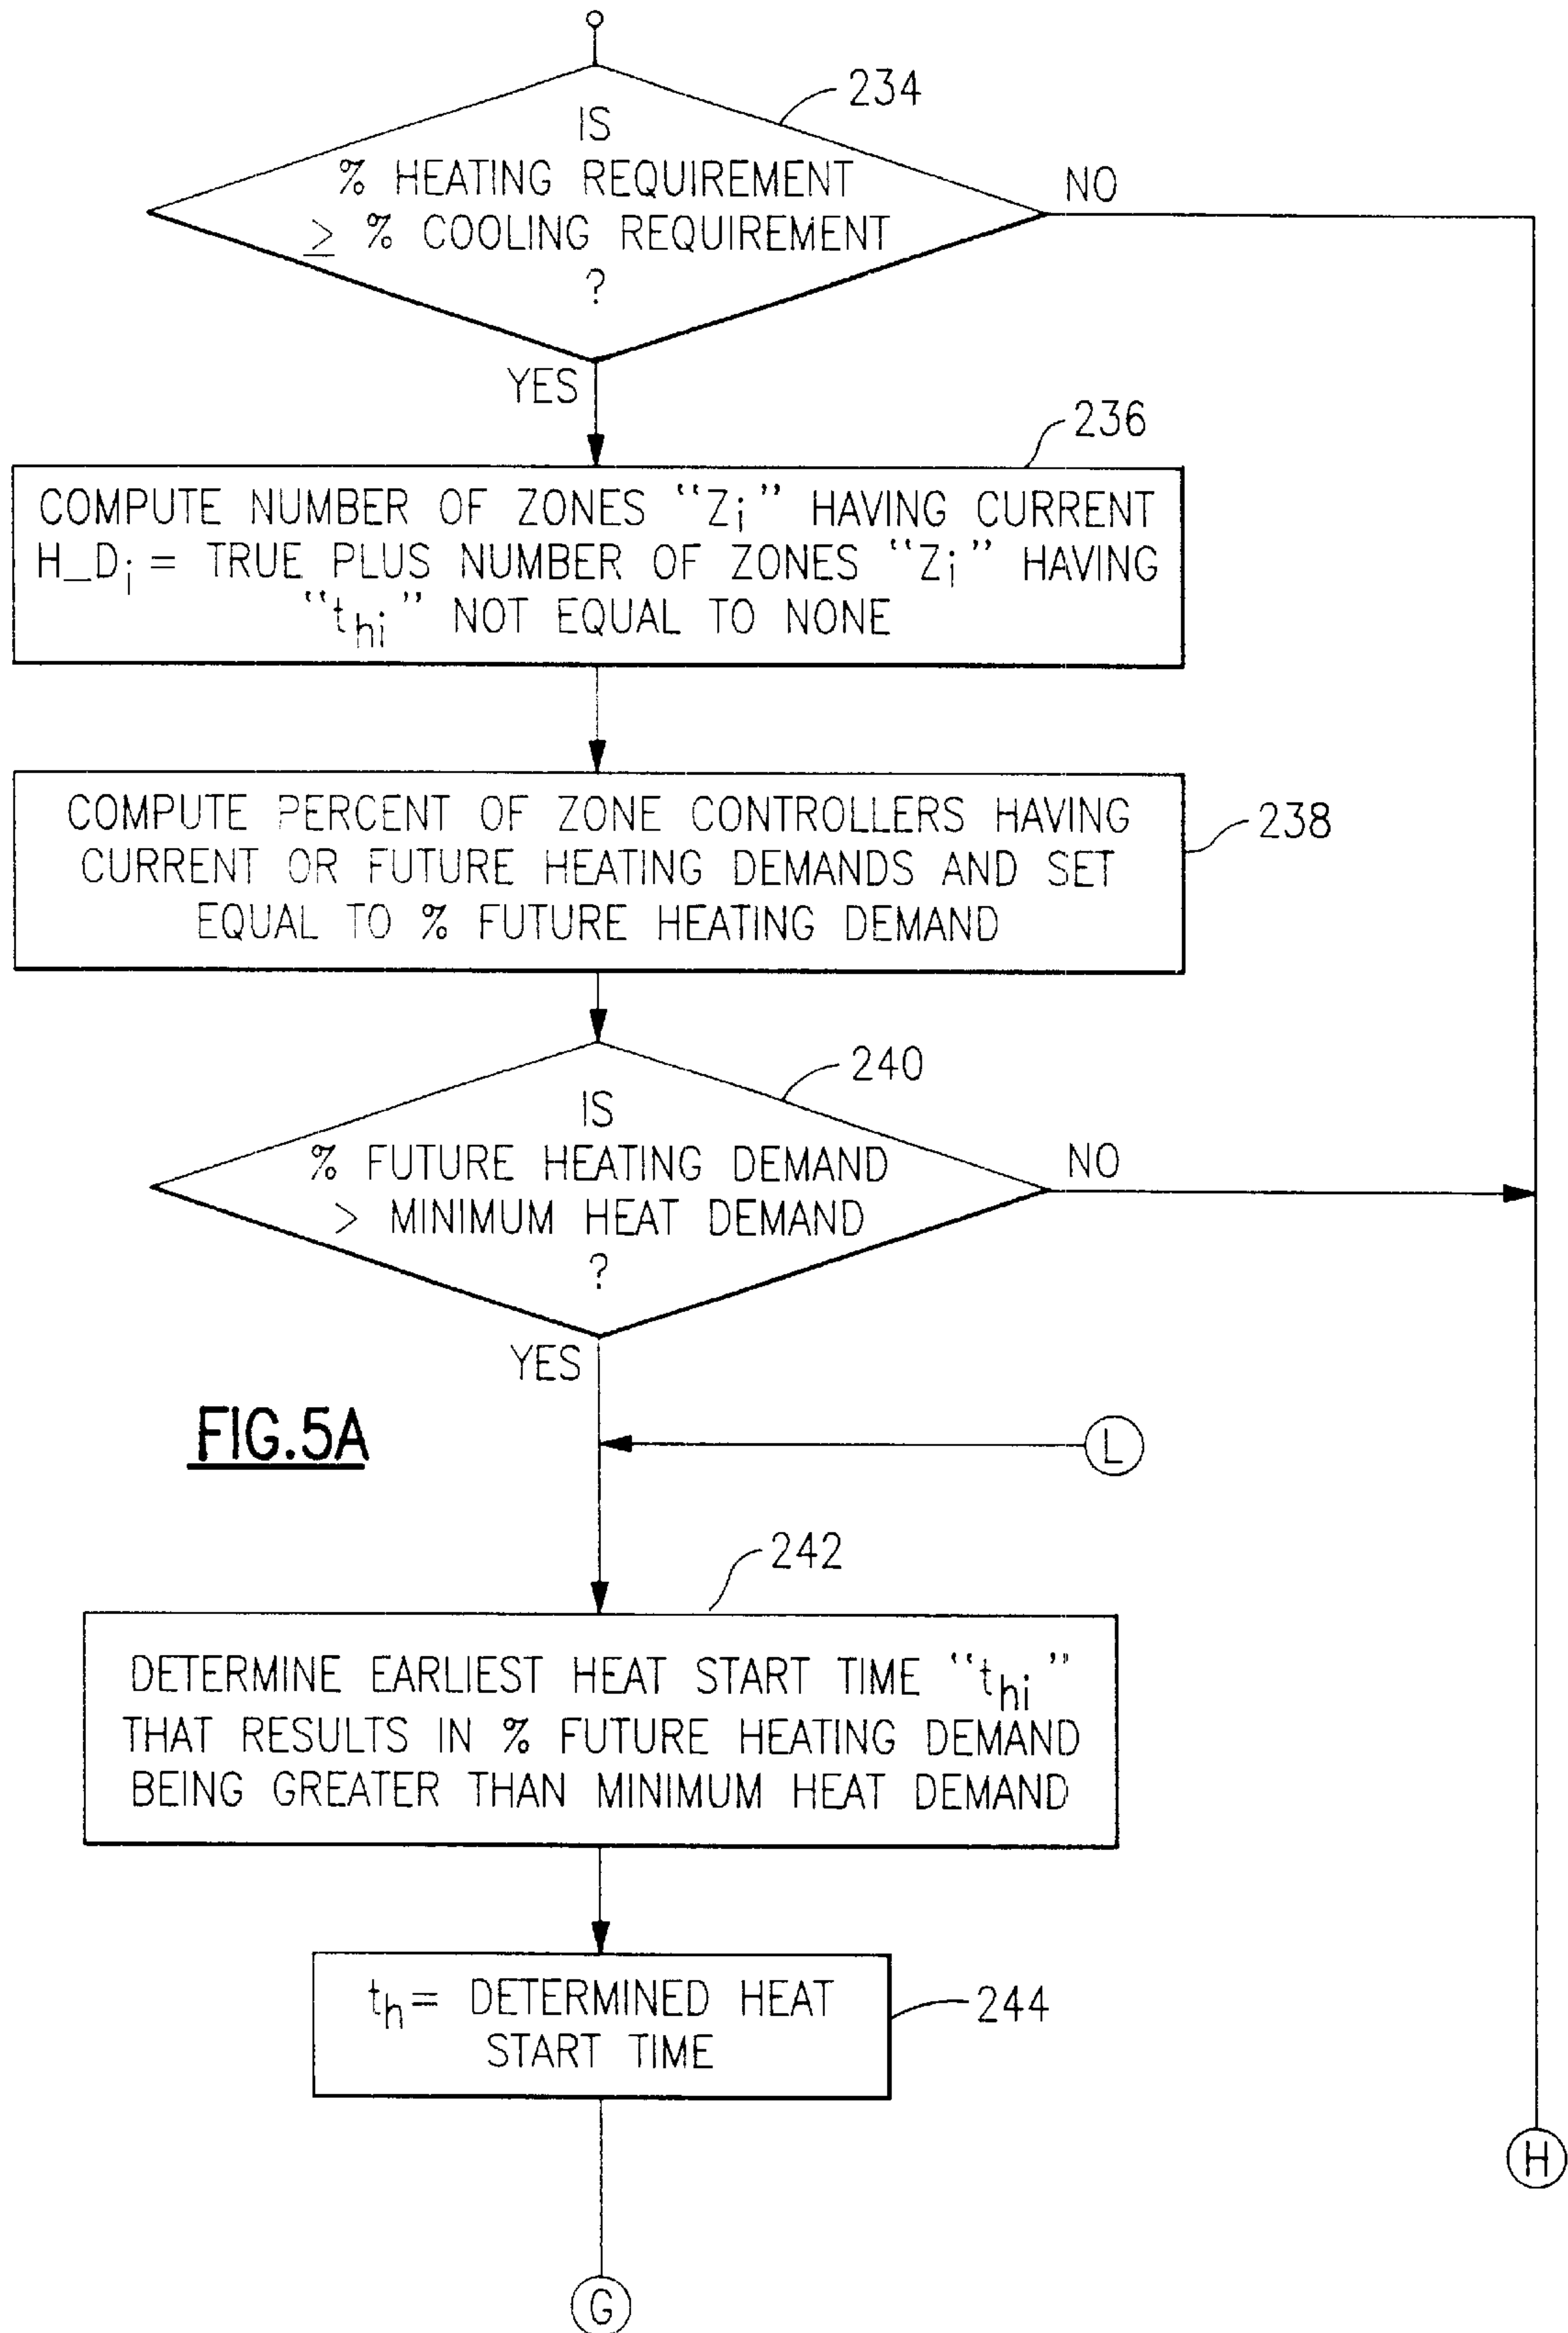 234
IS
% HEATING REQUIREMENT
≥ % COOLING REQUIREMENT
?
NO
YES
236
COMPUTE NUMBER OF ZONES “Zi” HAVING CURRENT
H_Di = TRUE PLUS NUMBER OF ZONES “Zi” HAVING
“thi” NOT EQUAL TO NONE
COMPUTE PERCENT OF ZONE CONTROLLERS HAVING
CURRENT OR FUTURE HEATING DEMANDS AND SET
EQUAL TO % FUTURE HEATING DEMAND
238
240
IS
% FUTURE HEATING DEMAND
> MINIMUM HEAT DEMAND
?
NO
YES
FIG.5A
L
242
DETERMINE EARLIEST HEAT START TIME “thi”
THAT RESULTS IN % FUTURE HEATING DEMAND
BEING GREATER THAN MINIMUM HEAT DEMAND
th = DETERMINED HEAT
START TIME
244
H
G